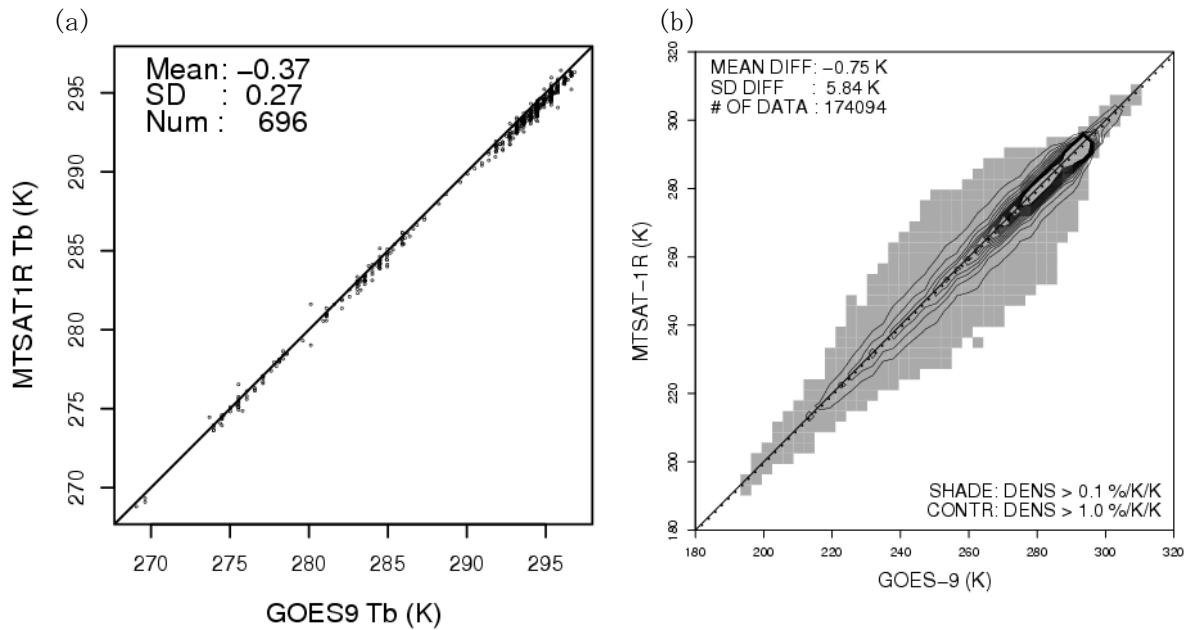 (a)
Mean: −0.37
SD : 0.27
Num : 696
MTSAT1R Tb (K)
295
290
285
280
275
270
270 275 280 285 290 295
GOES9 Tb (K)
(b)
MEAN DIFF: −0.75 K
SD DIFF : 5.84 K
# OF DATA : 174094
MTSAT−1R (K)
320
300
280
260
240
220
200
180
SHADE: DENS > 0.1 %/K/K
CONTR: DENS > 1.0 %/K/K
180 200 220 240 260 280 300 320
GOES−9 (K)